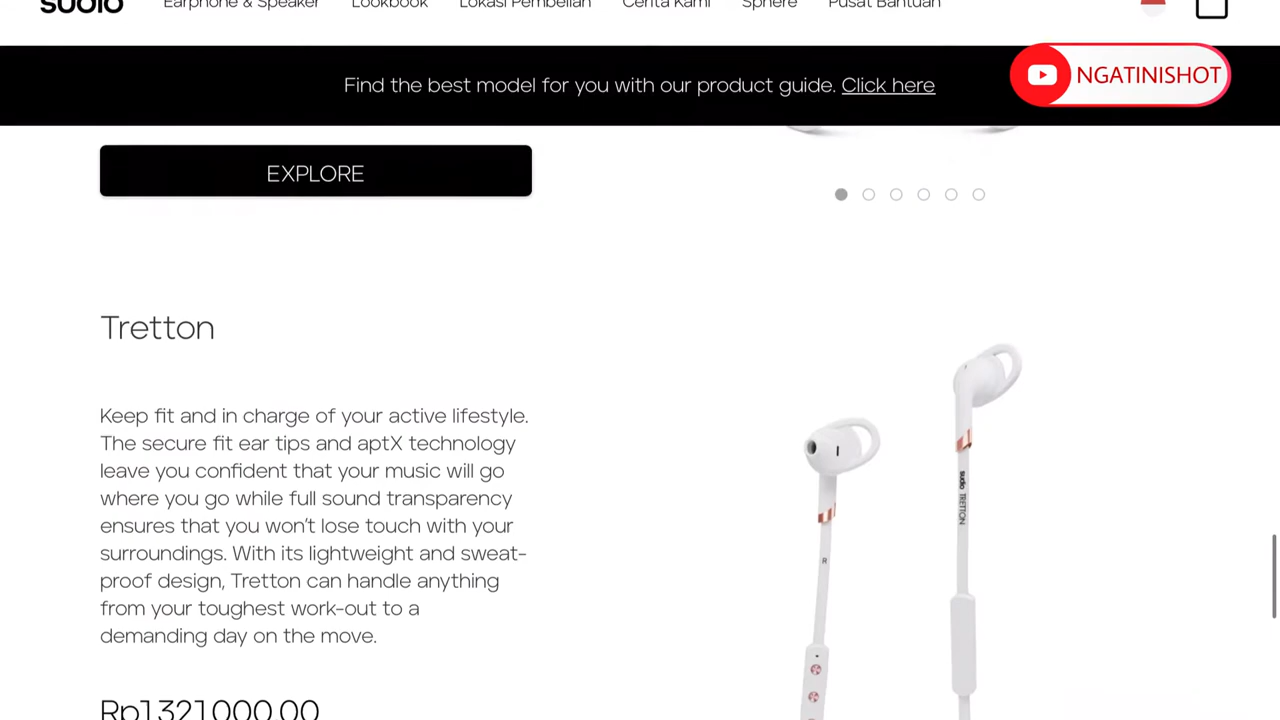 sudio Earphone & Speaker Lookbook Lokasi Pembelian Cerita Kami Sphere Pusat Bantuan
Find the best model for you with our product guide. Click here
NGATINISHOT
EXPLORE
Tretton
Keep fit and in charge of your active lifestyle.
The secure fit ear tips and aptX technology
leave you confident that your music will go
where you go while full sound transparency
ensures that you won't lose touch with your
surroundings. With its lightweight and sweat-
proof design, Tretton can handle anything
from your toughest work-out to a
demanding day on the move.
Rp1.321.000,00
sudio TRETTON
R